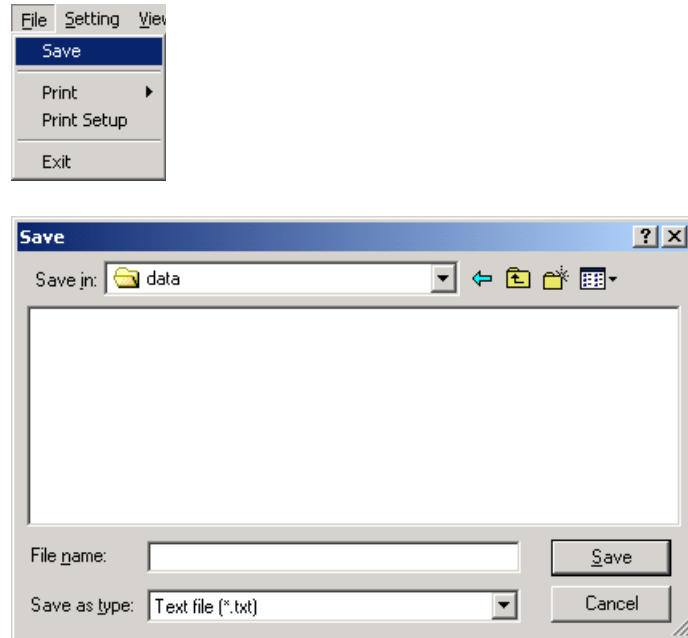 File Setting View
Save
Print
Print Setup
Exit
Save
Save in: data
File name:
Save
Save as type: Text file (*.txt)
Cancel